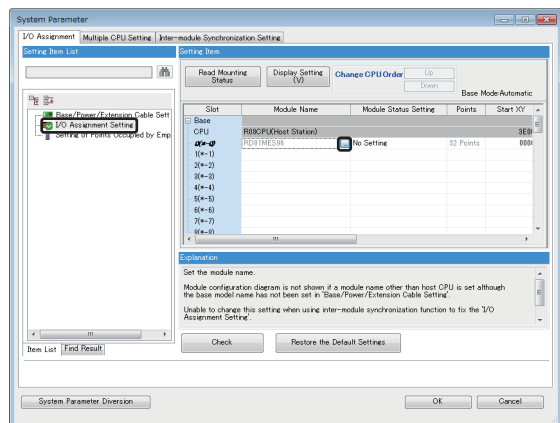 System Parameter
I/O Assignment Multiple CPU Setting Inter-module Synchronization Setting
Setting Item List
Setting Item
Read Mounting Status
Display Setting (V)
Change CPU Order
Up
Down
Base Mode:Automatic
Base/Power/Extension Cable Sett
I/O Assignment Setting
Setting of Points Occupied by Emp
Slot Module Name Module Status Setting Points Start XY
Base
CPU R08CPU(Host Station) 3E0
0(*-0) RD81MES96 ... No Setting 32 Points 000
1(*-1)
2(*-2)
3(*-3)
4(*-4)
5(*-5)
6(*-6)
7(*-7)
8(*-8)
Explanation
Set the module name.
Module configuration diagram is not shown if a module name other than host CPU is set although
the base model name has not been set in 'Base/Power/Extension Cable Setting'.
Unable to change this setting when using inter-module synchronization function to fix the 'I/O
Assignment Setting'.
Item List Find Result
Check
Restore the Default Settings
System Parameter Diversion
OK
Cancel